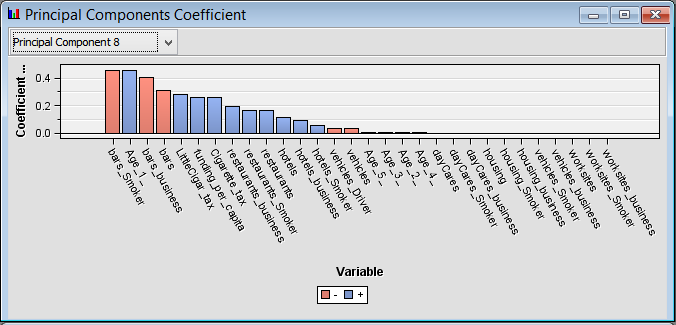 Principal Components Coefficient
Principal Component 8
Coefficient ...
0.4
0.2
0.0
bars_Smoker
Age_1_
bars_business
bars
LittleCigar_tax
funding_per_capita
Cigarette_tax
restaurants_business
restaurants_Smoker
restaurants
hotels
hotels_business
hotels_Smoker
vehicles_Driver
vehicles
Age_5_
Age_3_
Age_2_
Age_4_
dayCares
dayCares_Smoker
dayCares_business
housing
housing_Smoker
housing_business
vehicles_Smoker
vehicles_business
worksites
worksites_Smoker
worksites_business
Variable
- +